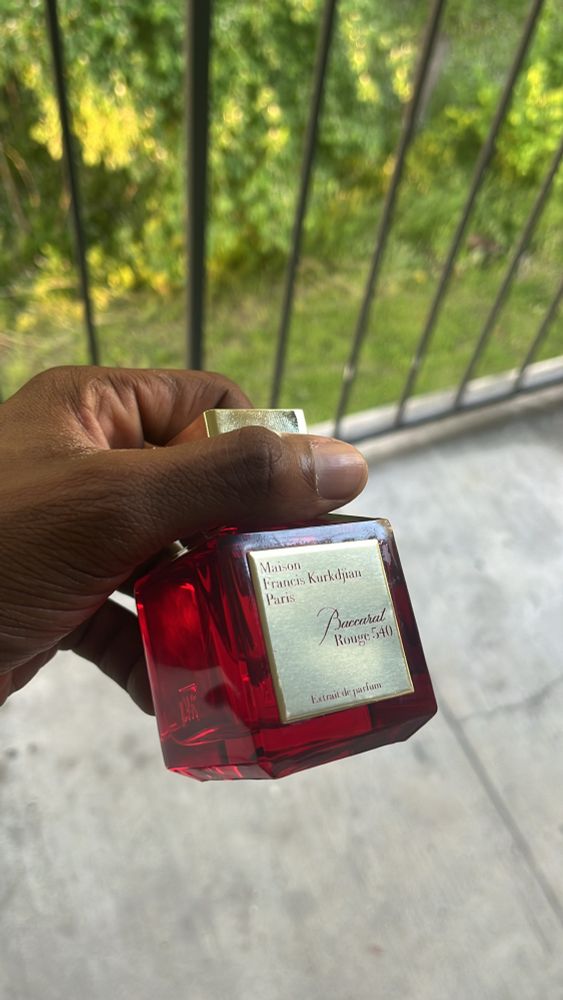 Maison
Francis Kurkdjian
Paris
Baccarat
Rouge 540
Extrait de parfum